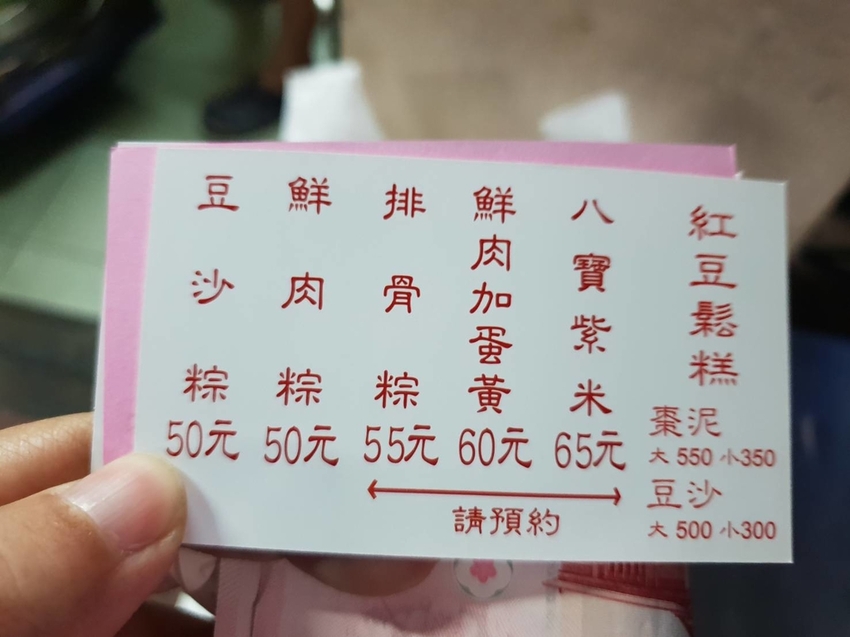 紅豆鬆糕
棗泥
大 550 小350
豆沙
大 500 小300
八寶紫米
65元
鮮肉加蛋黃
60元
排骨粽
55元
請預約
鮮肉粽
50元
豆沙粽
50元